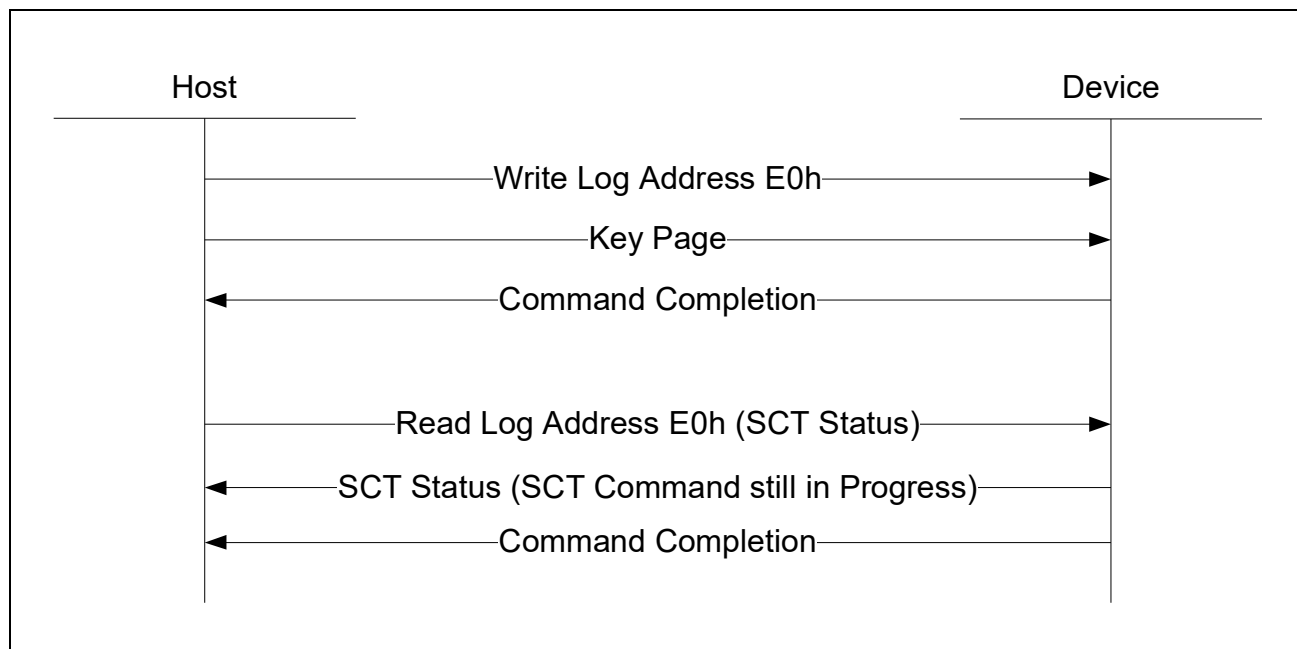 Host
Device
Write Log Address E0h
Key Page
Command Completion
Read Log Address E0h (SCT Status)
SCT Status (SCT Command still in Progress)
Command Completion